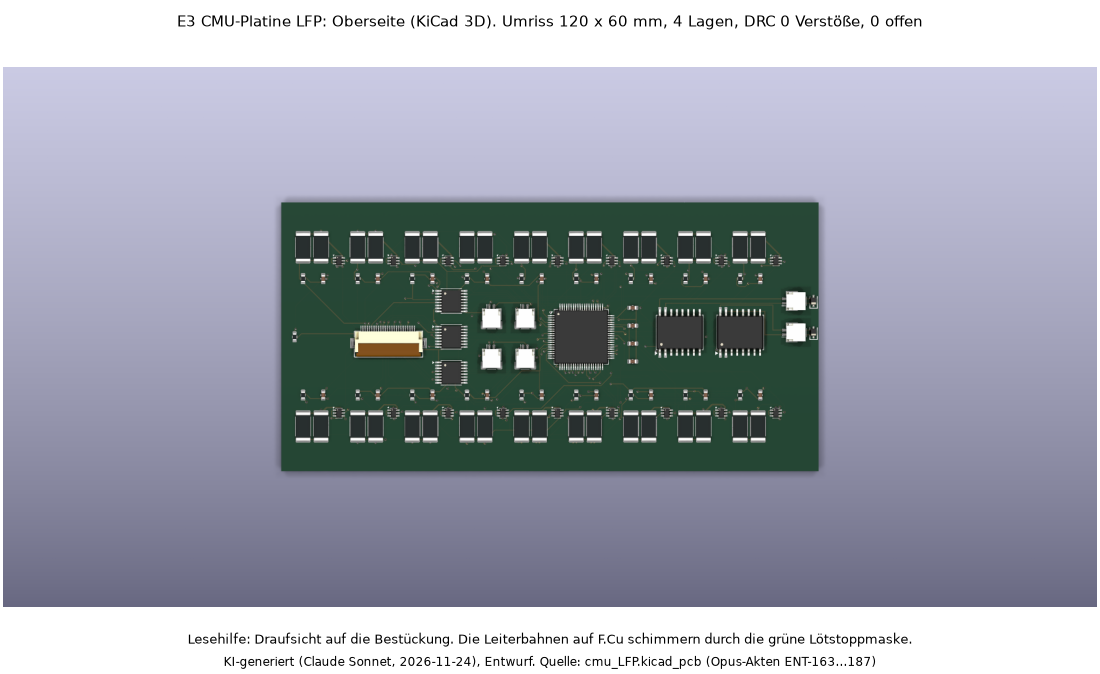 E3 CMU-Platine LFP: Oberseite (KiCad 3D). Umriss 120 x 60 mm, 4 Lagen, DRC 0 Verstöße, 0 offen
Lesehilfe: Draufsicht auf die Bestückung. Die Leiterbahnen auf F.Cu schimmern durch die grüne Lötstoppmaske.
KI-generiert (Claude Sonnet, 2026-11-24), Entwurf. Quelle: cmu_LFP.kicad_pcb (Opus-Akten ENT-163...187)